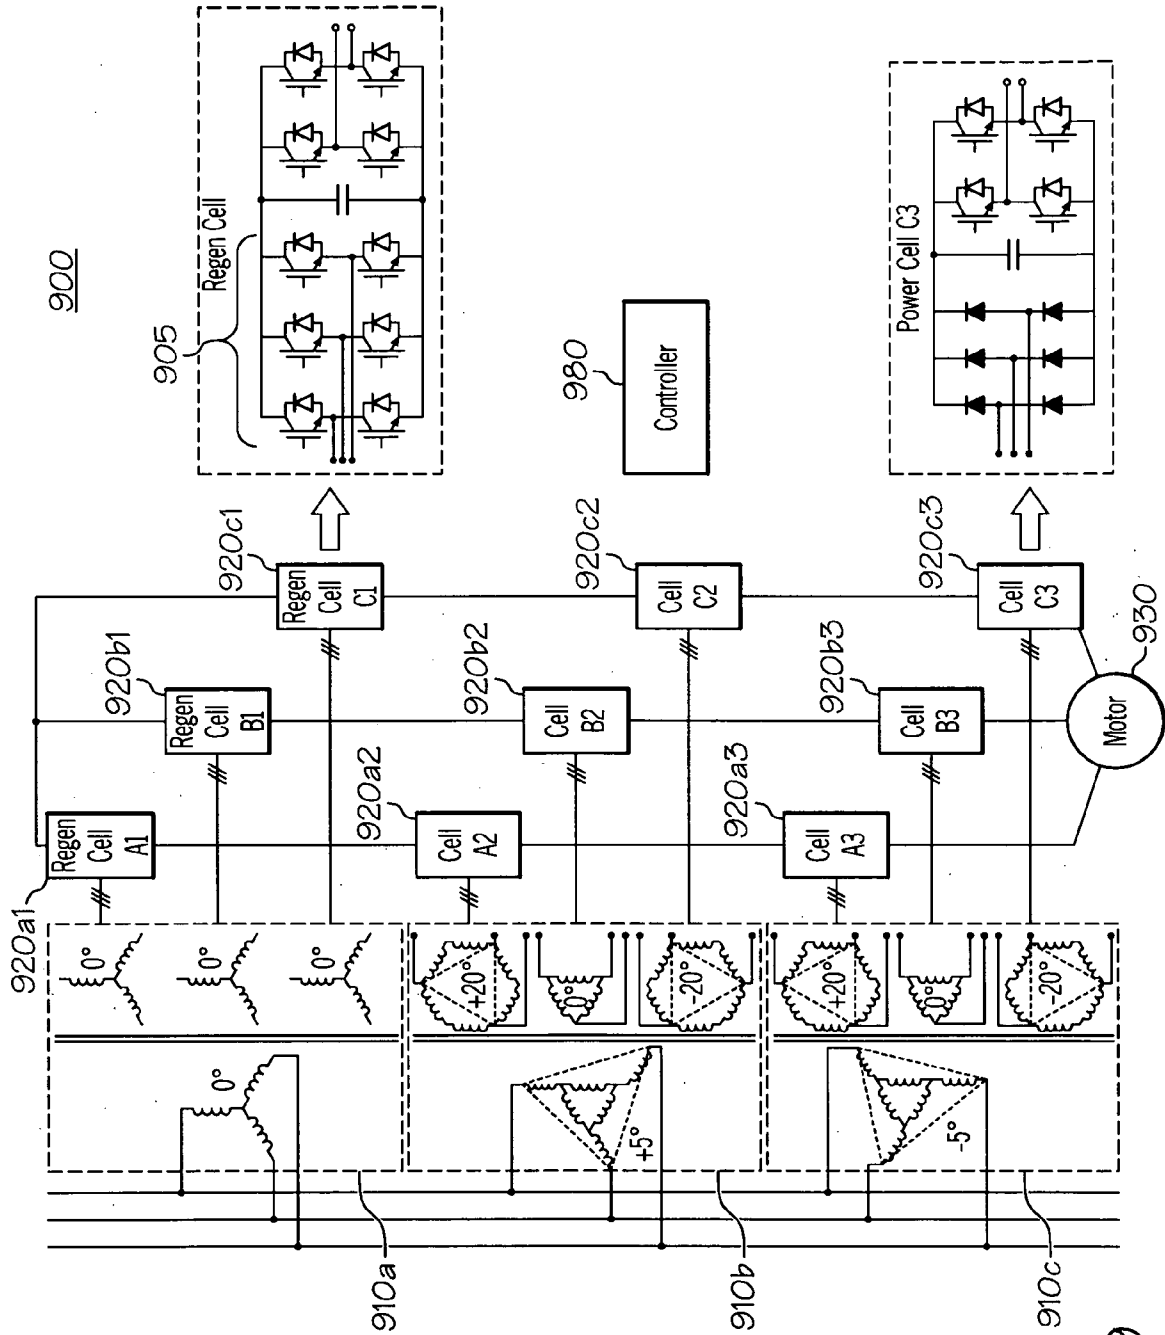 900
905
Regen Cell
920a1
Regen
Cell
A1
920b1
Regen
Cell
B1
920c1
Regen
Cell
C1
0°
0°
0°
0°
910a
920a2
Cell
A2
920b2
Cell
B2
920c2
Cell
C2
+20°
0°
-20°
+5°
910b
980
Controller
920a3
Cell
A3
920b3
Cell
B3
920c3
Cell
C3
+20°
0°
-20°
-5°
910c
Power Cell C3
Motor
930